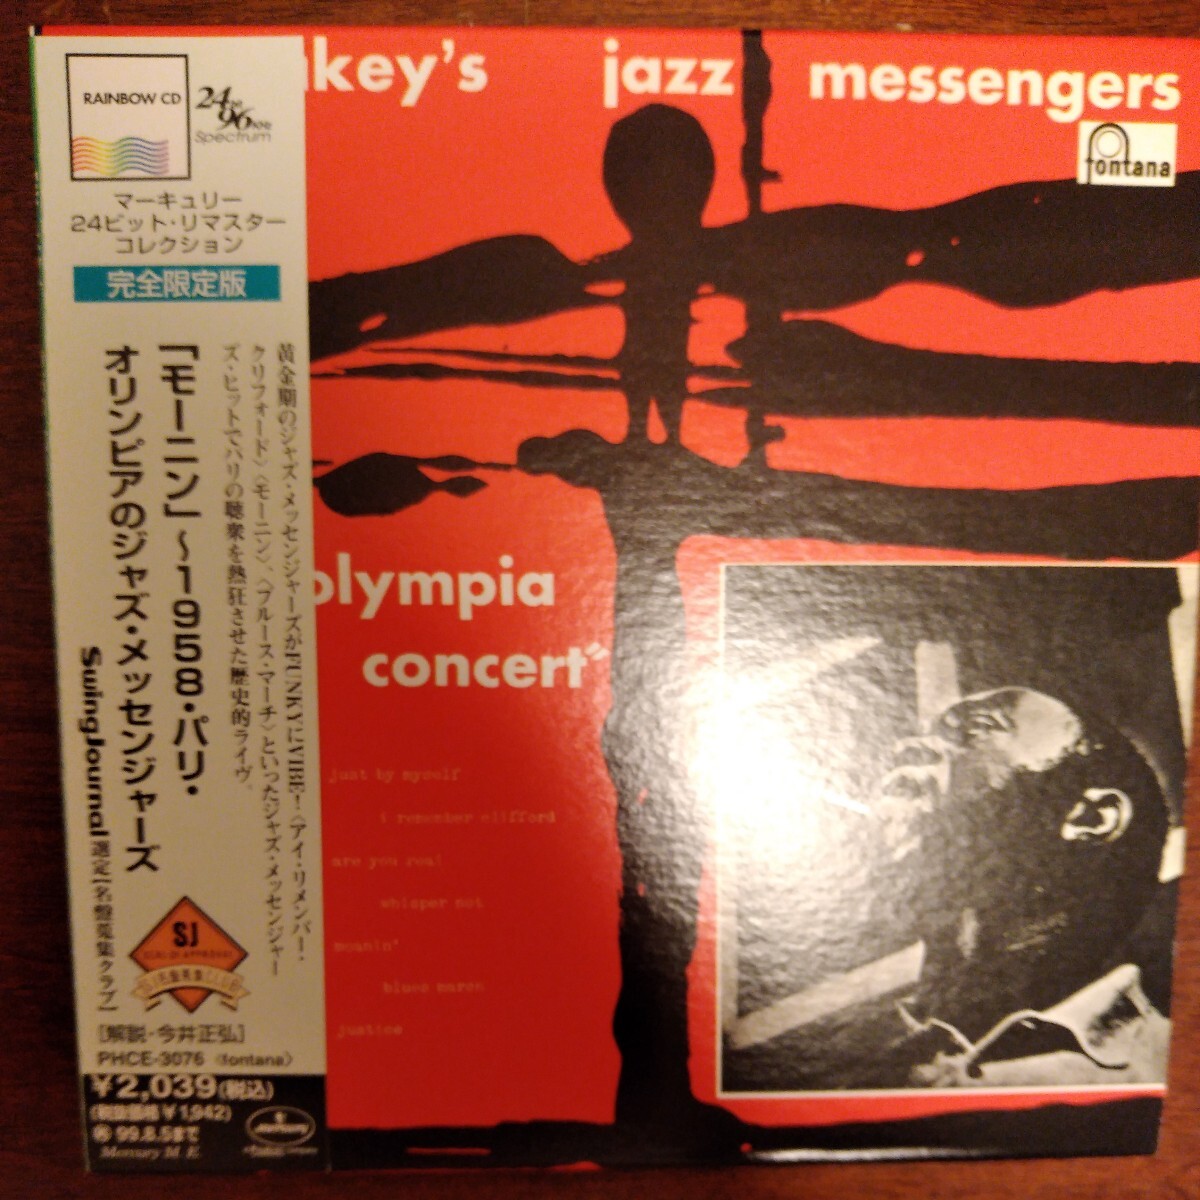 RAINBOW CD
24bit
96kHz
Spectrum
マーキュリー
24ビット・リマスター
コレクション
完全限定版
黄金期のジャズ・メッセンジャーズがFUNKYにVIBE!〈アイ・リメンバー・
クリフォード〉〈モーニン〉、〈ブルース・マーチ〉といったジャズ・メッセンジャー
ズ・ヒットでパリの聴衆を熱狂させた歴史的ライヴ。
「モーニン」〜1958・パリ・
オリンピアのジャズ・メッセンジャーズ
SwingJournal選定[名盤蒐集クラブ]
SJ
[解説・今井正弘]
PHCE-3076 〈fontana〉
¥2,039(税込)
(税抜価格¥1,942)
99.8.5まで
Mercury M. E.
Mercury
akey's jazz messengers
fontana
olympia
concert"
just by myself
i remember clifford
are you real
whisper not
moanin'
blues march
justice